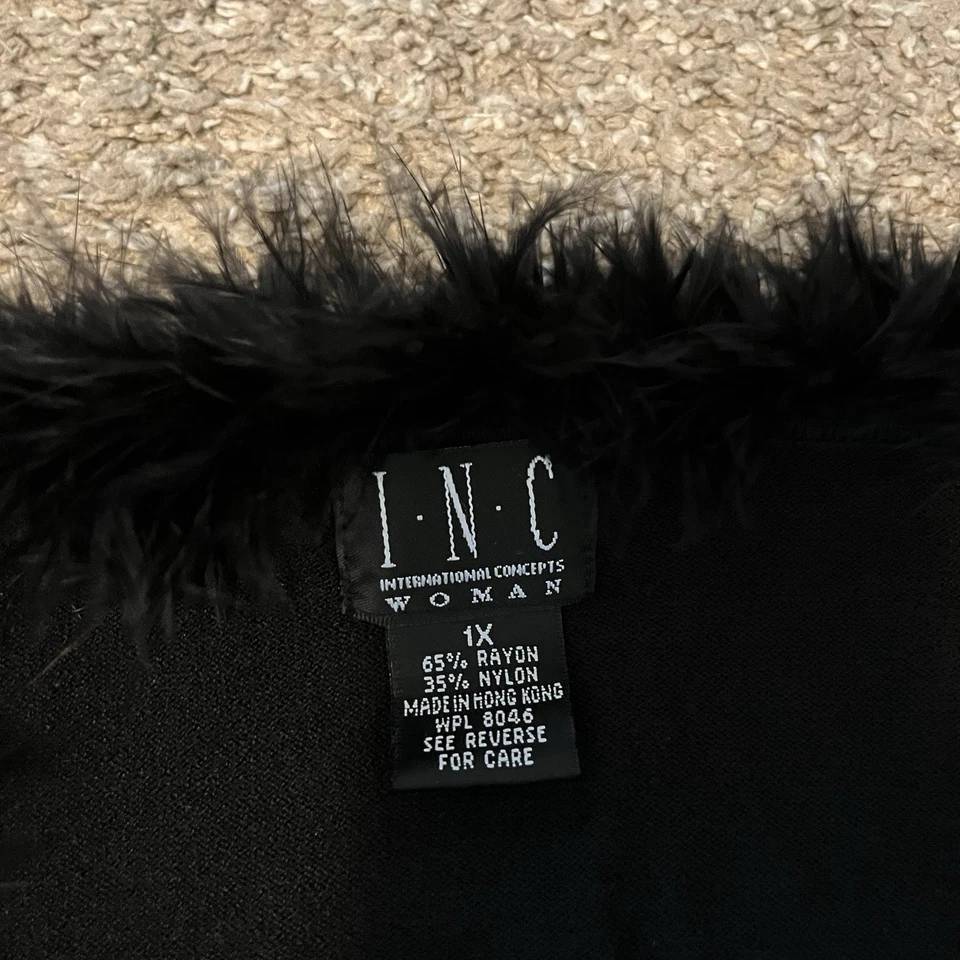 I·N·C
INTERNATIONAL CONCEPTS
WOMAN
1X
65% RAYON
35% NYLON
MADE IN HONG KONG
WPL 8046
SEE REVERSE
FOR CARE